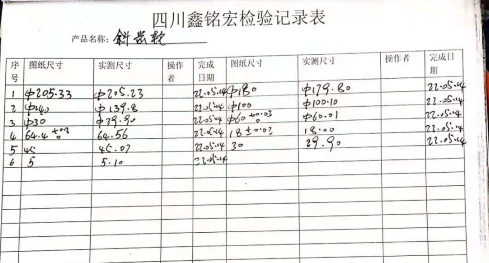 四川鑫铭宏检验记录表
产品名称: 斜齿轮
序号 图纸尺寸 实测尺寸 操作者 完成日期 图纸尺寸 实测尺寸 操作者 完成日期
1 φ205.33 φ205.23 22.05.14 φ180 φ179.80 22.05.14
2 φ140 φ139.8 22.05.14 φ100 φ100.10 22.05.14
3 φ30 φ29.90 22.05.14 φ60 φ60.01 22.05.14
4 64.4 64.56 22.05.14 18±0.02 18.00 22.05.14
5 45 45.07 22.05.14 30 29.90 22.05.14
6 5 5.10 22.05.14